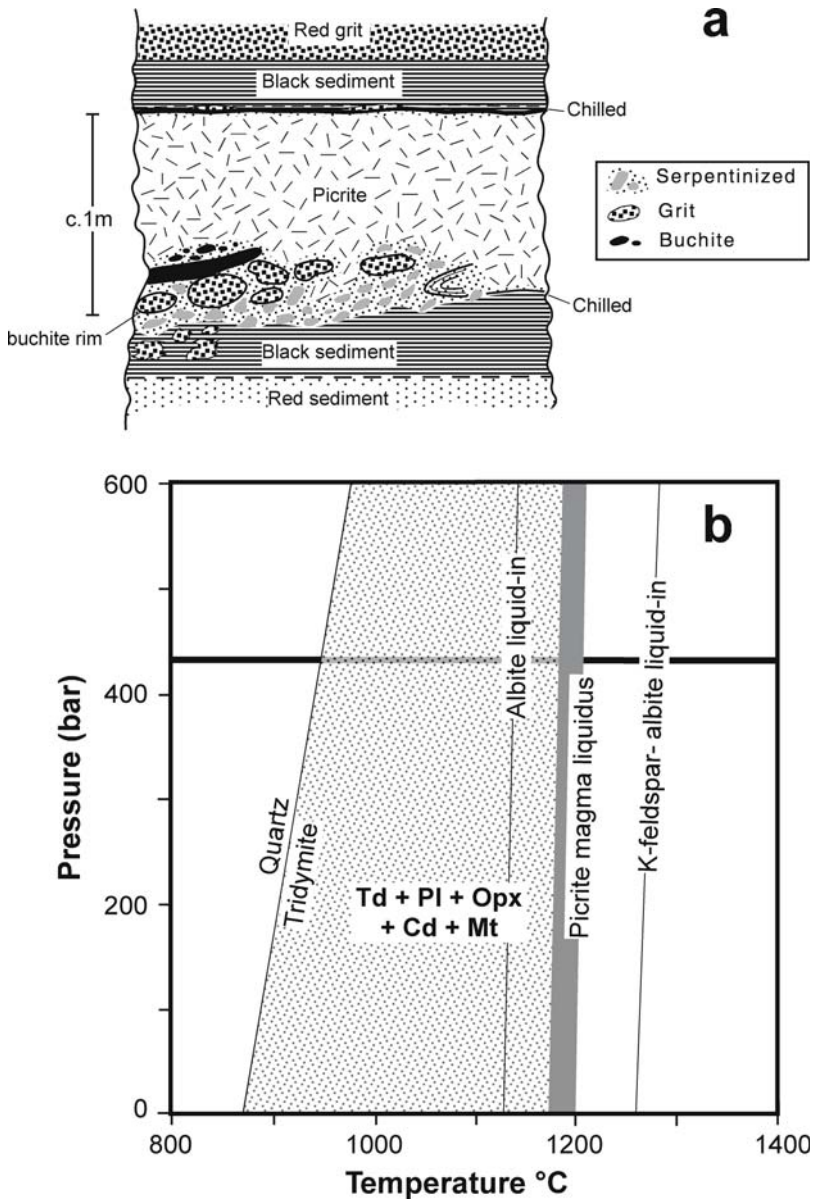 a
Red grit
Black sediment
Chilled
c.1m
Picrite
Serpentinized
Grit
Buchite
Chilled
buchite rim
Black sediment
Red sediment
b
600
400
200
0
Pressure (bar)
Quartz
Tridymite
Td + Pl + Opx
+ Cd + Mt
Albite liquid-in
Picrite magma liquidus
K-feldspar- albite liquid-in
800
1000
1200
1400
Temperature °C